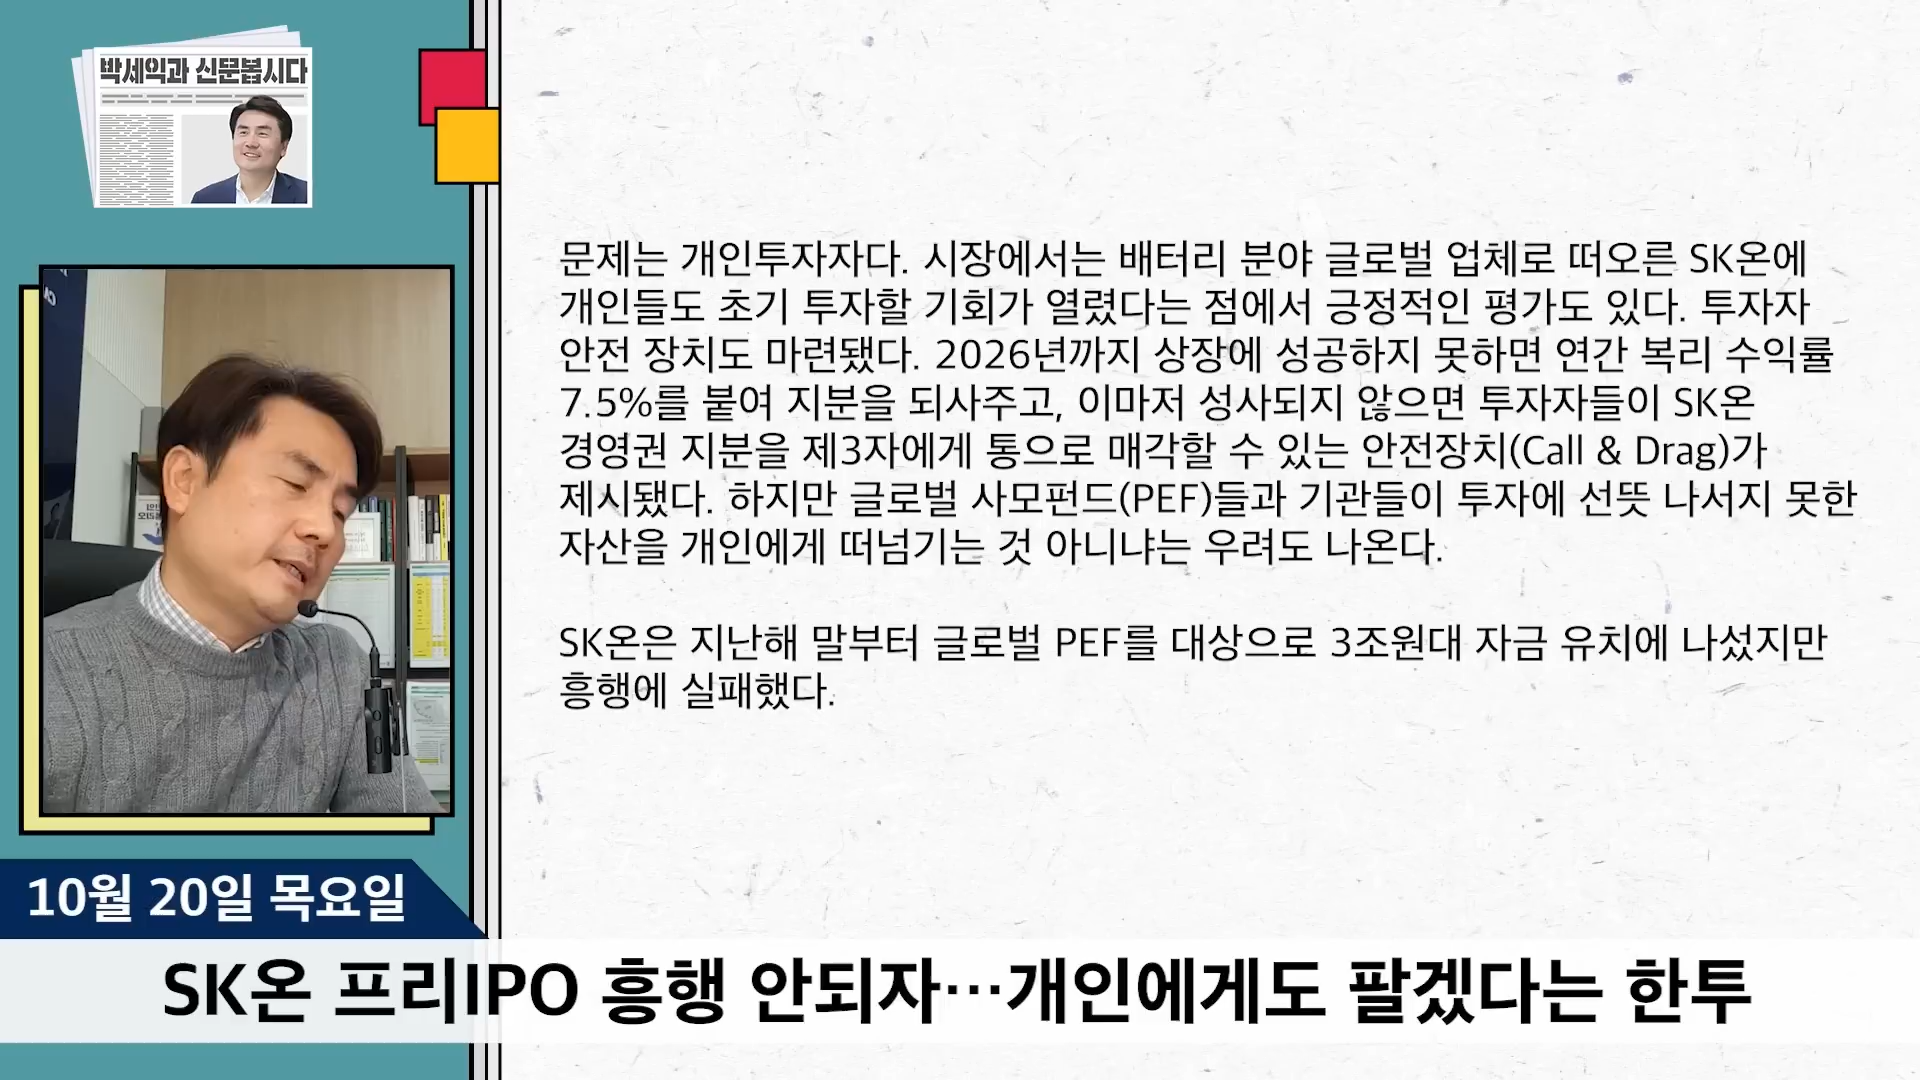 박세익과 신문봅시다
문제는 개인투자자다. 시장에서는 배터리 분야 글로벌 업체로 떠오른 SK온에
개인들도 초기 투자할 기회가 열렸다는 점에서 긍정적인 평가도 있다. 투자자
안전 장치도 마련됐다. 2026년까지 상장에 성공하지 못하면 연간 복리 수익률
7.5%를 붙여 지분을 되사주고, 이마저 성사되지 않으면 투자자들이 SK온
경영권 지분을 제3자에게 통으로 매각할 수 있는 안전장치(Call & Drag)가
제시됐다. 하지만 글로벌 사모펀드(PEF)들과 기관들이 투자에 선뜻 나서지 못한
자산을 개인에게 떠넘기는 것 아니냐는 우려도 나온다.
SK온은 지난해 말부터 글로벌 PEF를 대상으로 3조원대 자금 유치에 나섰지만
흥행에 실패했다.
10월 20일 목요일
SK온 프리IPO 흥행 안되자…개인에게도 팔겠다는 한투